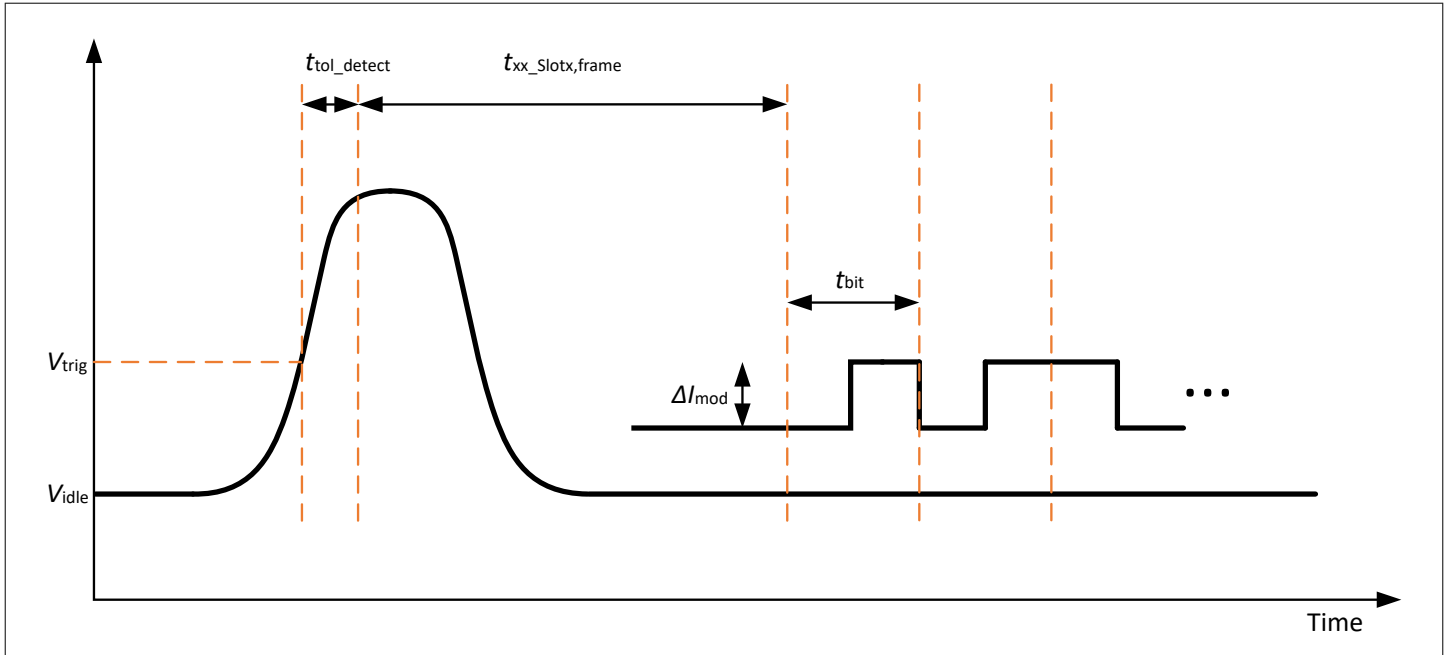 ttol_detect
txx_Slotx,frame
tbit
Vtrig
ΔImod
...
Vidle
Time